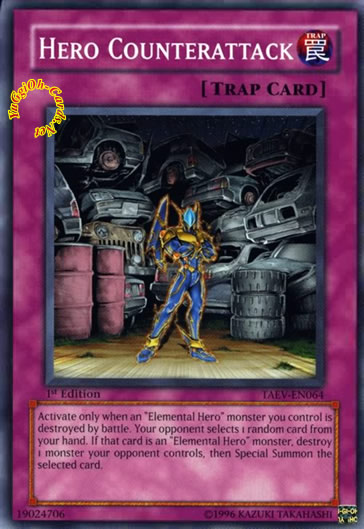 HERO COUNTERATTACK
TRAP
罠
[TRAP CARD]
YuGiOh-Cards.Net
1st Edition
TAEV-EN064
Activate only when an "Elemental Hero" monster you control is
destroyed by battle. Your opponent selects 1 random card from
your hand. If that card is an "Elemental Hero" monster, destroy
1 monster your opponent controls, then Special Summon the
selected card.
19024706
©1996 KAZUKI TAKAHASHI